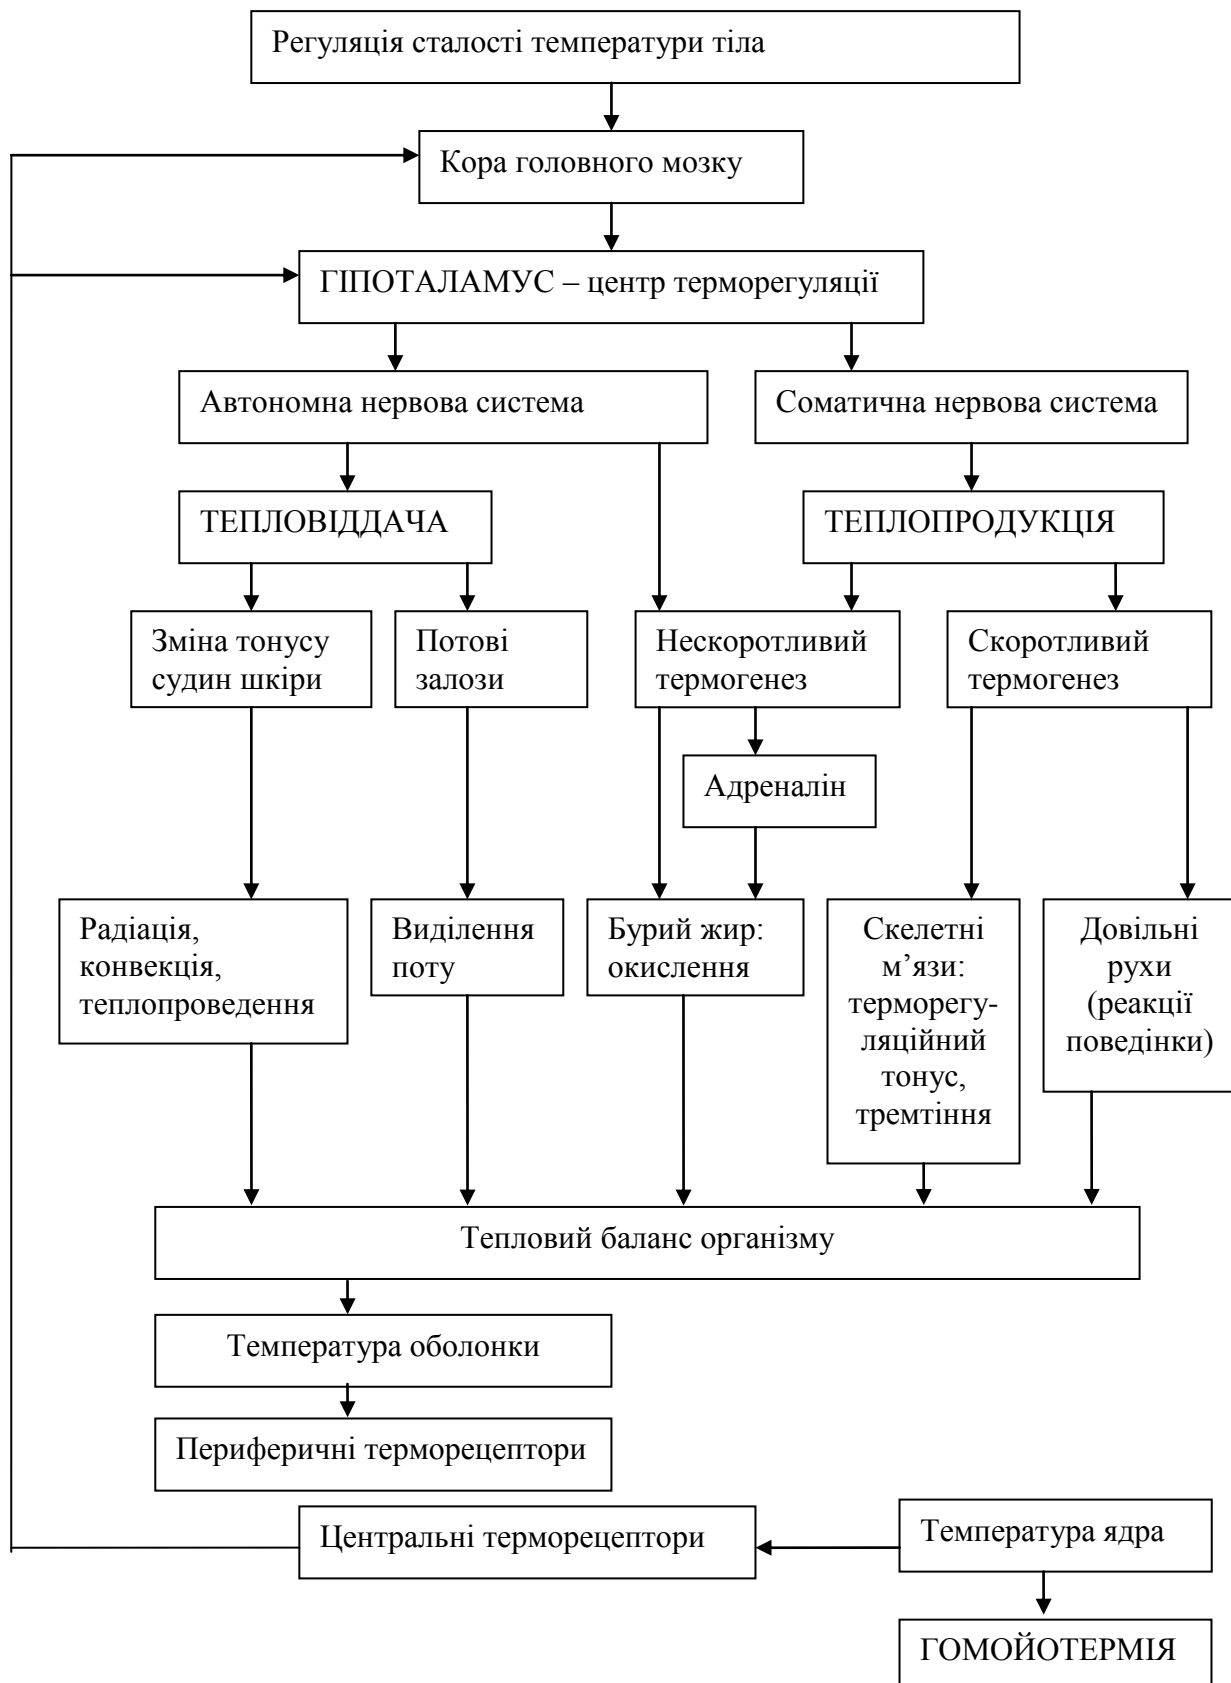 Регуляція сталості температури тіла
Кора головного мозку
ГІПОТАЛАМУС – центр терморегуляції
Автономна нервова система
Соматична нервова система
ТЕПЛОВІДДАЧА
ТЕПЛОПРОДУКЦІЯ
Зміна тонусу
судин шкіри
Потові
залози
Нескоротливий
термогенез
Скоротливий
термогенез
Адреналін
Радіація,
конвекція,
теплопроведення
Виділення
поту
Бурий жир:
окислення
Скелетні
м’язи:
терморегу-
ляційний
тонус,
тремтіння
Довільні
рухи
(реакції
поведінки)
Тепловий баланс організму
Температура оболонки
Периферичні терморецептори
Центральні терморецептори
Температура ядра
ГОМОЙОТЕРМІЯ